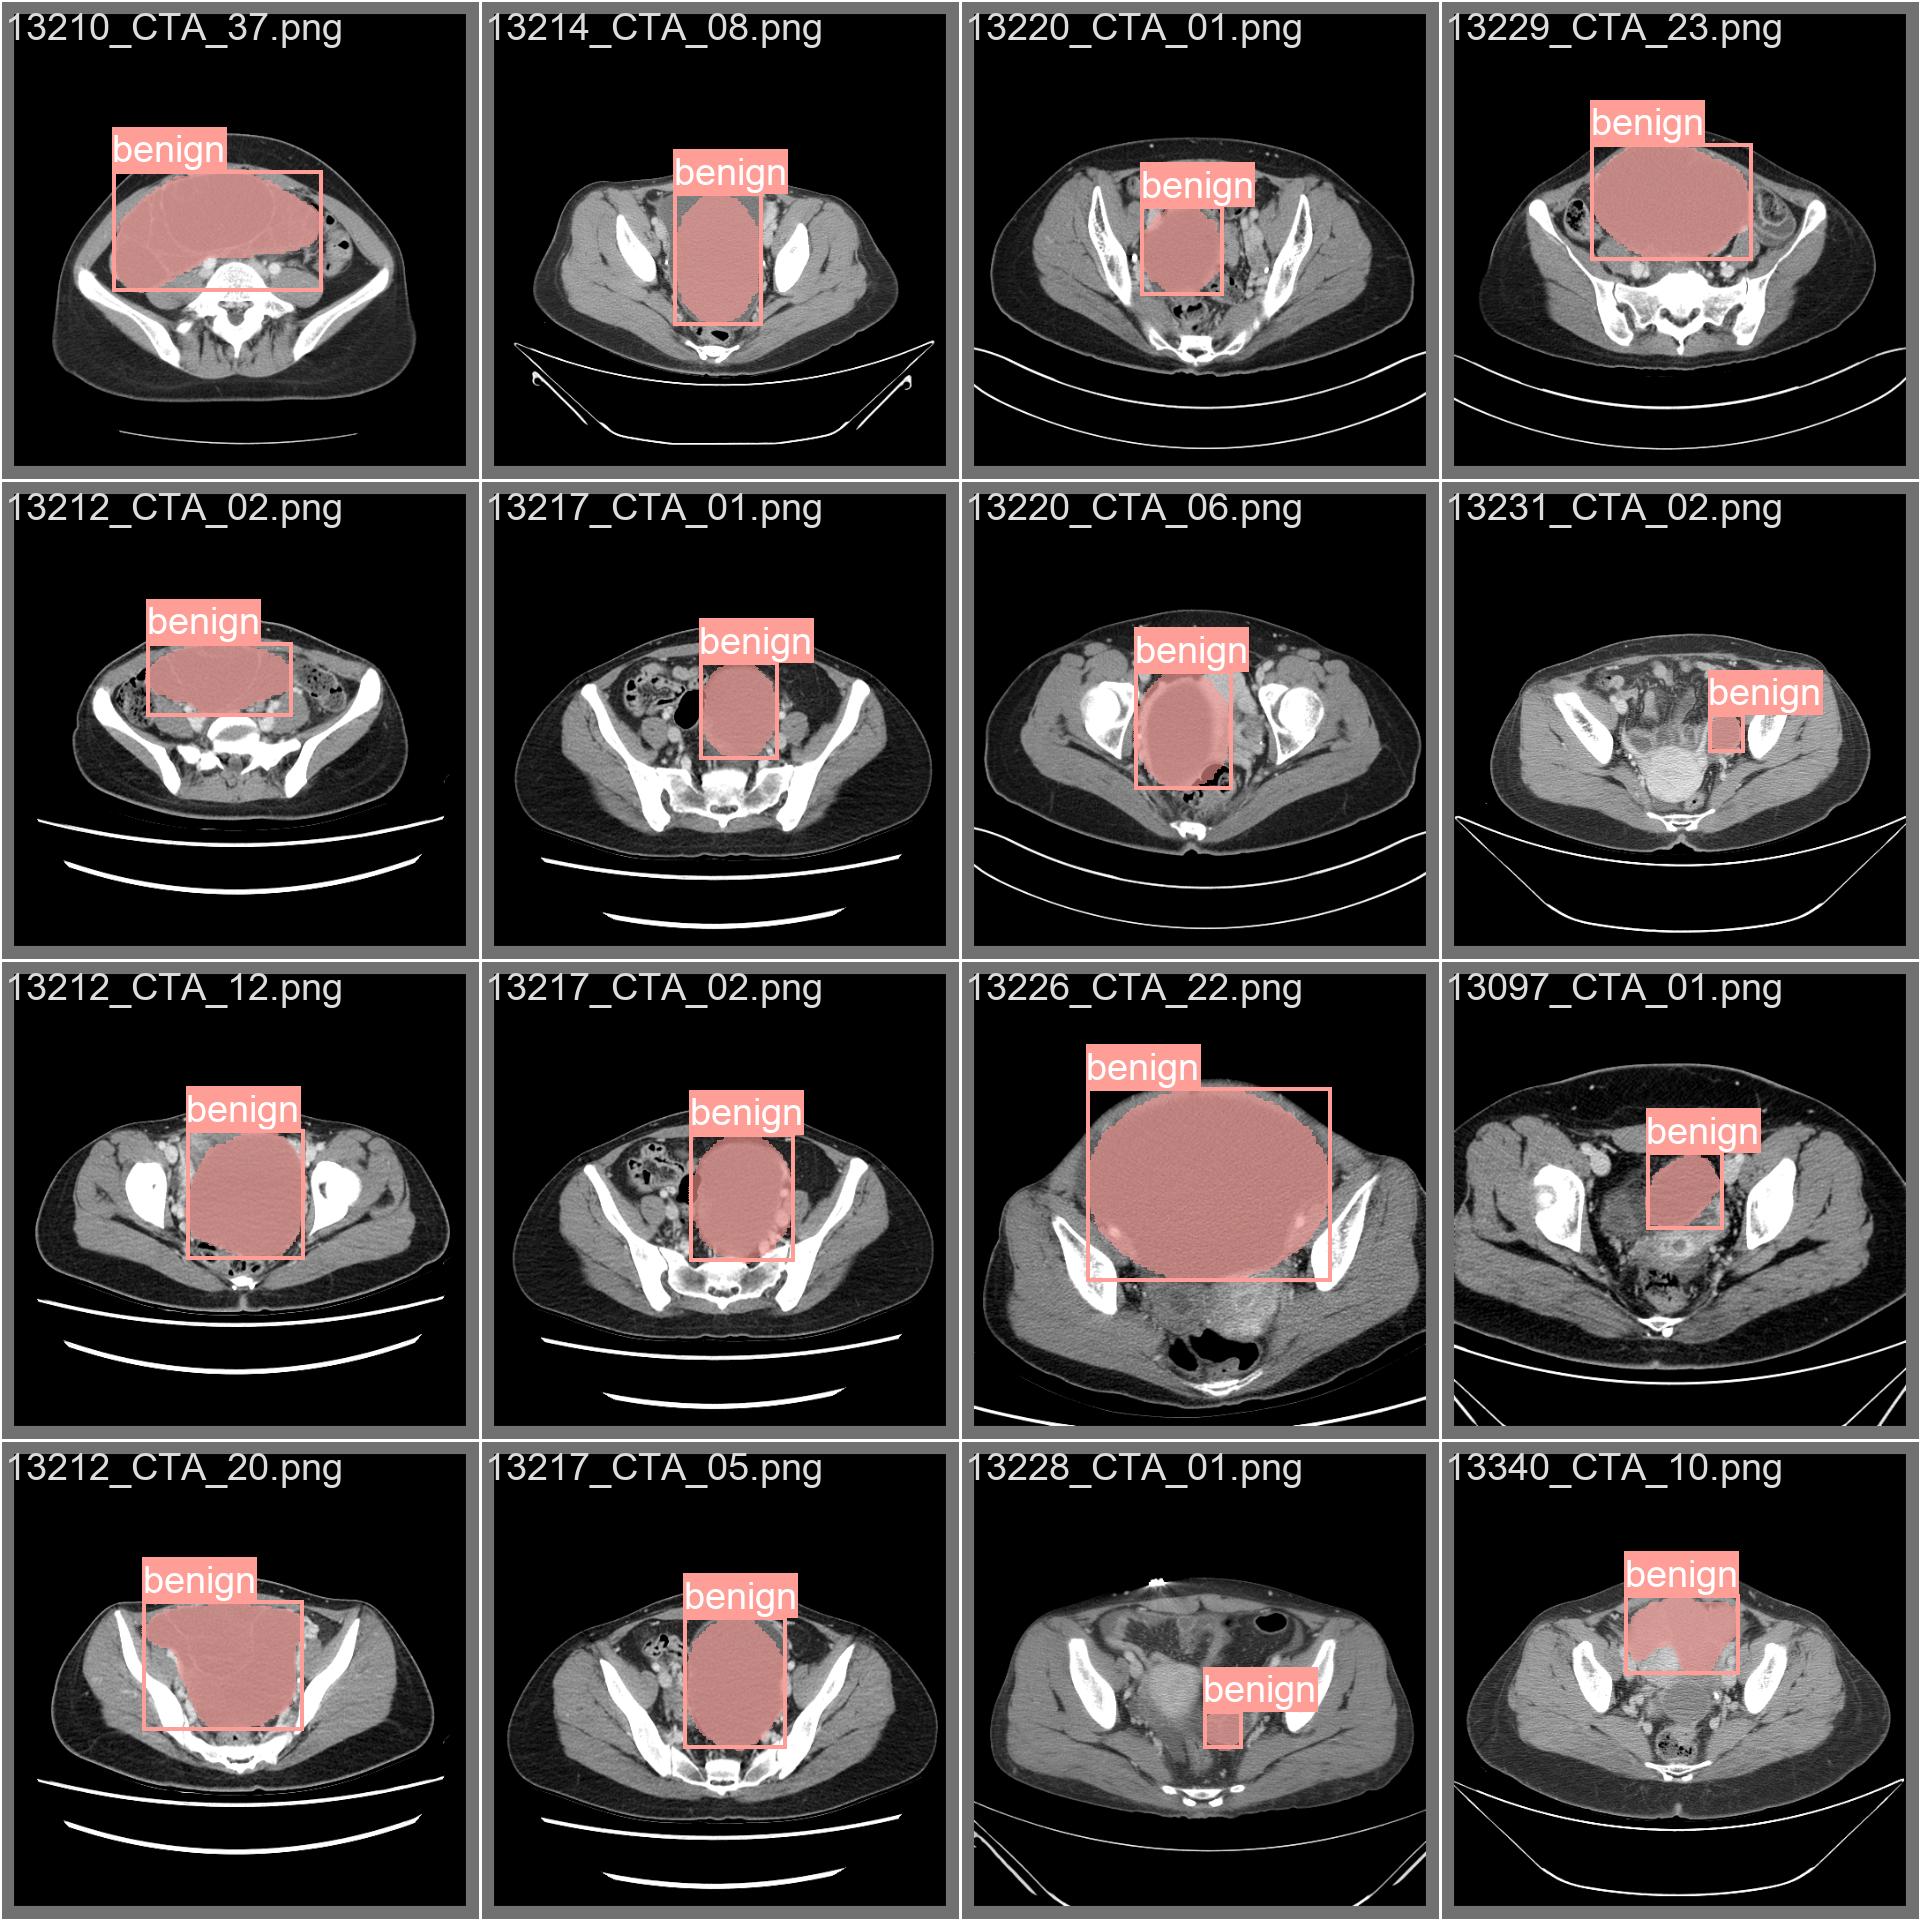 13210_CTA_37.png
benign
13214_CTA_08.png
benign
13220_CTA_01.png
benign
13229_CTA_23.png
benign
13212_CTA_02.png
benign
13217_CTA_01.png
benign
13220_CTA_06.png
benign
13231_CTA_02.png
benign
13212_CTA_12.png
benign
13217_CTA_02.png
benign
13226_CTA_22.png
benign
13097_CTA_01.png
benign
13212_CTA_20.png
benign
13217_CTA_05.png
benign
13228_CTA_01.png
benign
13340_CTA_10.png
benign